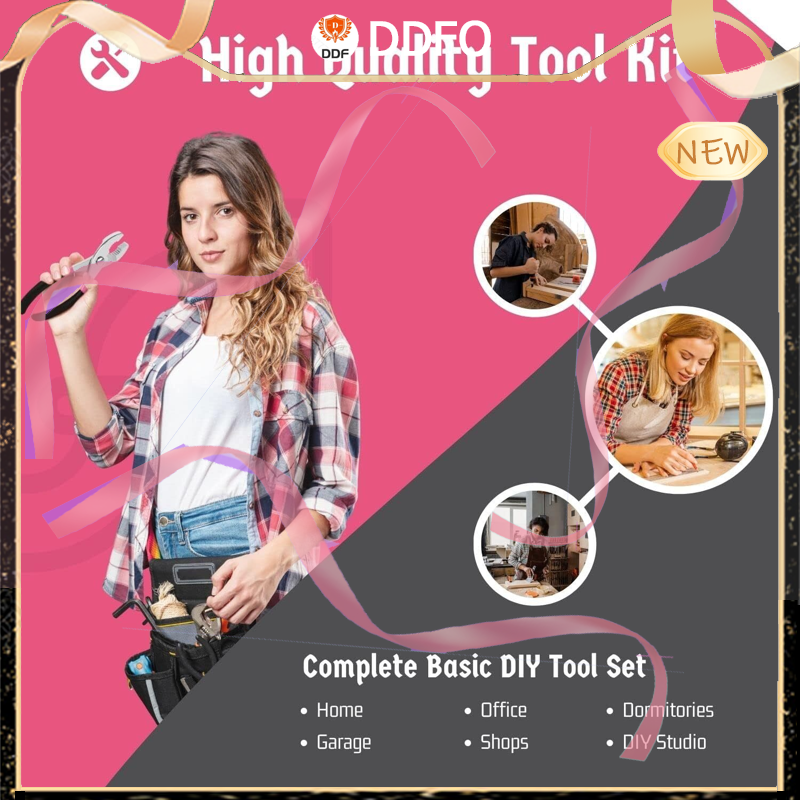 DDFO
D
DDF
High Quality Tool Kit
NEW
Complete Basic DIY Tool Set
• Home
• Office
• Dormitories
• Garage
• Shops
• DIY Studio